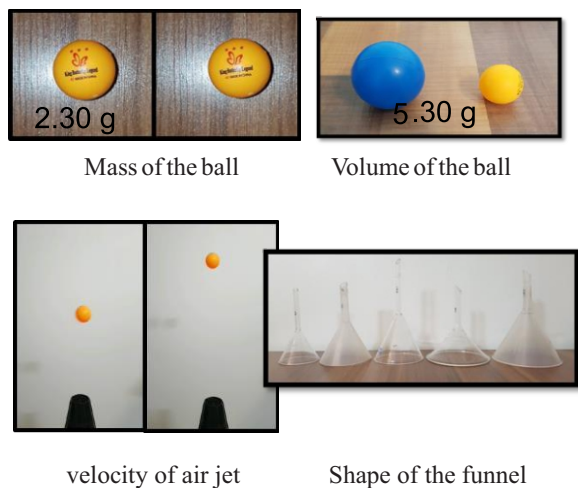 2.30 g
5.30 g
Mass of the ball
Volume of the ball
velocity of air jet
Shape of the funnel